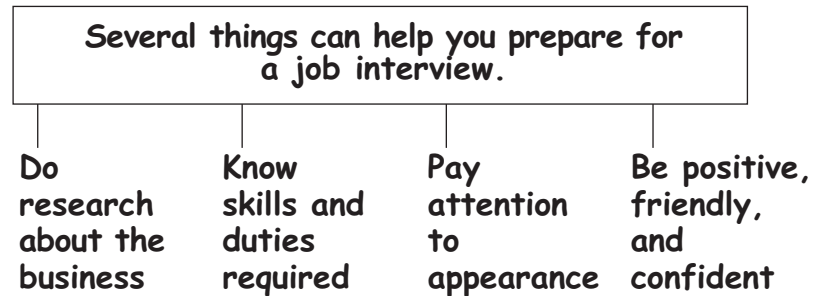 Several things can help you prepare for
a job interview.
Do
research
about the
business
Know
skills and
duties
required
Pay
attention
to
appearance
Be positive,
friendly,
and
confident